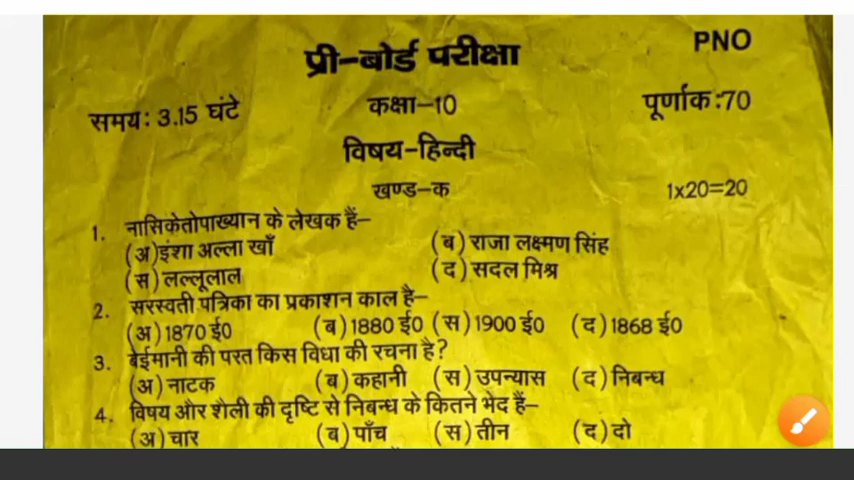 प्री-बोर्ड परीक्षा
PNO
समय: 3.15 घंटे
कक्षा-10
पूर्णाक:70
विषय-हिन्दी
खण्ड-क
1x20=20
1. नासिकेतोपाख्यान के लेखक हैं-
(अ)इंशा अल्ला खाँ (ब)राजा लक्ष्मण सिंह
(स)लल्लूलाल (द)सदल मिश्र
2. सरस्वती पत्रिका का प्रकाशन काल है-
(अ)1870 ई0 (ब)1880 ई0 (स)1900 ई0 (द)1868 ई0
3. बेईमानी की परत किस विधा की रचना है?
(अ)नाटक (ब)कहानी (स)उपन्यास (द)निबन्ध
4. विषय और शैली की दृष्टि से निबन्ध के कितने भेद हैं-
(अ)चार (ब)पाँच (स)तीन (द)दो